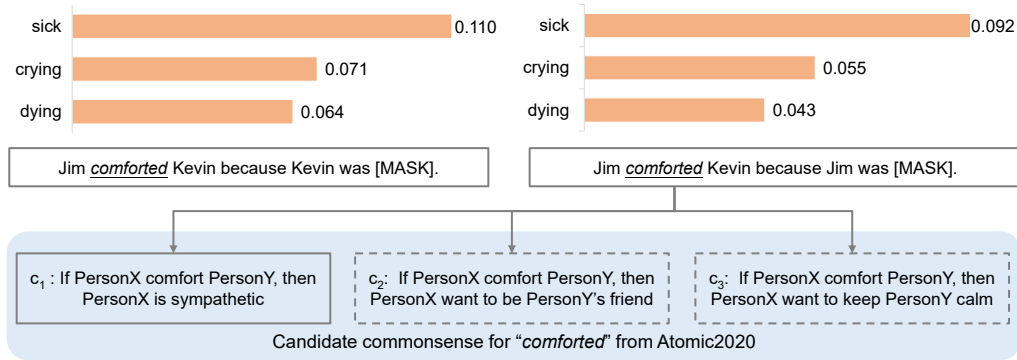 sick 0.110
crying 0.071
dying 0.064
Jim comforted Kevin because Kevin was [MASK].
sick 0.092
crying 0.055
dying 0.043
Jim comforted Kevin because Jim was [MASK].
c₁ : If PersonX comfort PersonY, then
PersonX is sympathetic
c₂: If PersonX comfort PersonY, then
PersonX want to be PersonY's friend
c₃: If PersonX comfort PersonY, then
PersonX want to keep PersonY calm
Candidate commonsense for "comforted" from Atomic2020